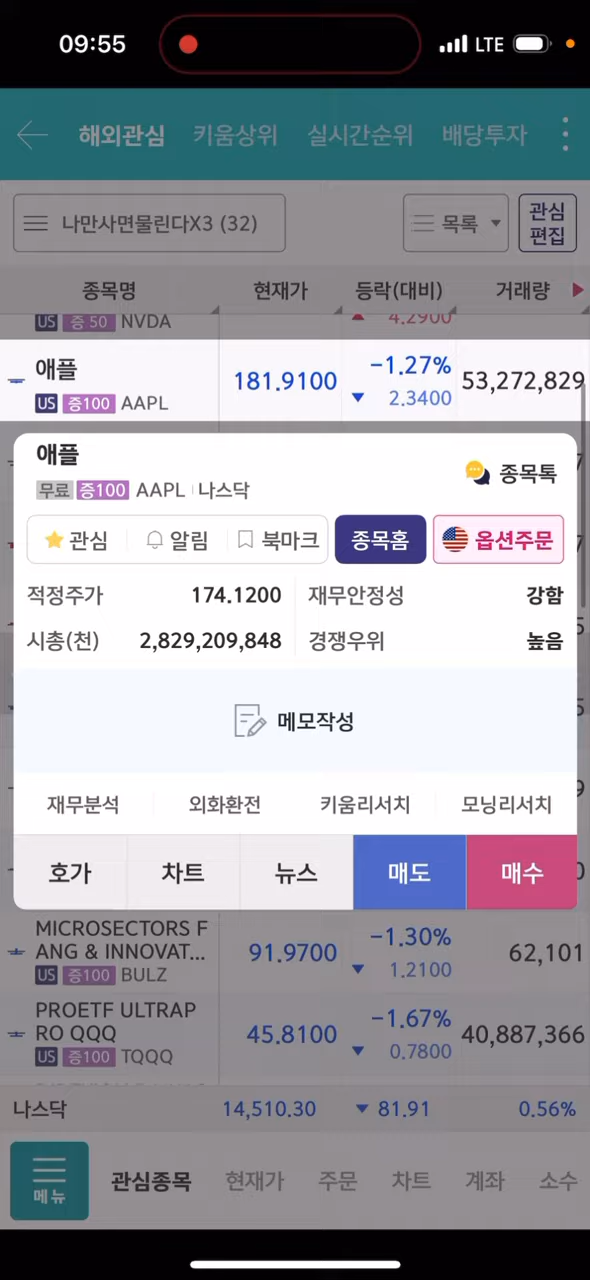 09:55
LTE
해외관심 키움상위 실시간순위 배당투자
나만사면물린다X3 (32) 목록 관심 편집
종목명 현재가 등락(대비) 거래량
US 증50 NVDA 4.2900
애플 181.9100 -1.27% 53,272,829
US 증100 AAPL 2.3400
애플
종목톡
무료 증100 AAPL 나스닥
관심 알림 북마크 종목홈 옵션주문
적정주가 174.1200 재무안정성 강함
시총(천) 2,829,209,848 경쟁우위 높음
메모작성
재무분석 외화환전 키움리서치 모닝리서치
호가 차트 뉴스 매도 매수
MICROSECTORS F
ANG & INNOVAT... 91.9700 -1.30% 62,101
US 증100 BULZ 1.2100
PROETF ULTRAP
RO QQQ 45.8100 -1.67% 40,887,366
US 증100 TQQQ 0.7800
나스닥 14,510.30 81.91 0.56%
메뉴 관심종목 현재가 주문 차트 계좌 소수